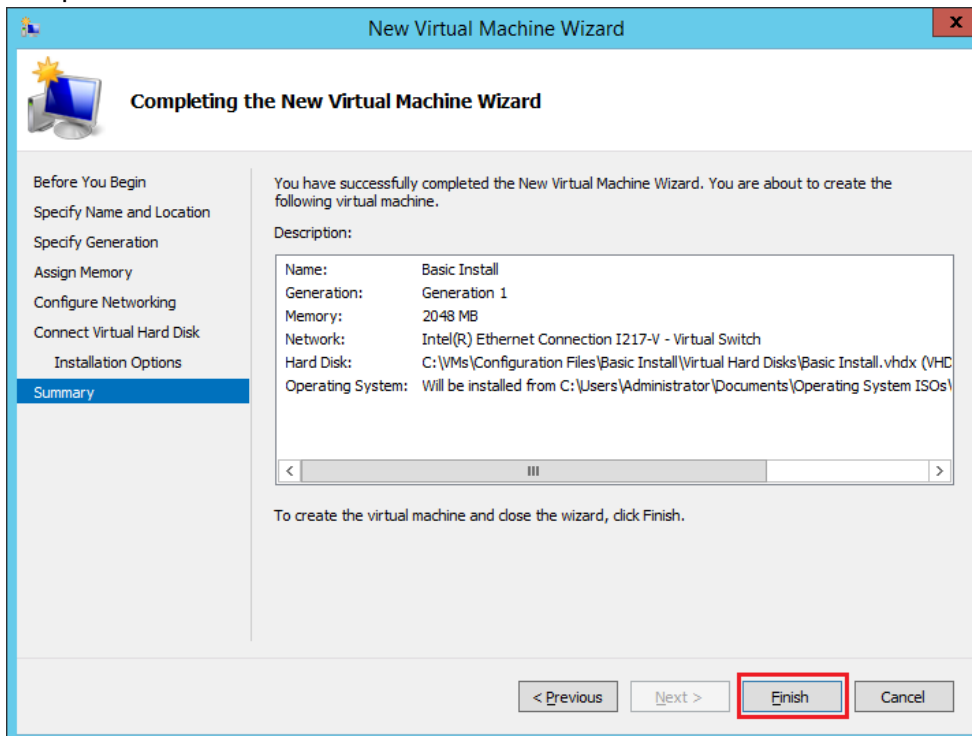 New Virtual Machine Wizard
x
Completing the New Virtual Machine Wizard
Before You Begin
Specify Name and Location
Specify Generation
Assign Memory
Configure Networking
Connect Virtual Hard Disk
Installation Options
Summary
You have successfully completed the New Virtual Machine Wizard. You are about to create the
following virtual machine.
Description:
Name: Basic Install
Generation: Generation 1
Memory: 2048 MB
Network: Intel(R) Ethernet Connection I217-V - Virtual Switch
Hard Disk: C:\VMs\Configuration Files\Basic Install\Virtual Hard Disks\Basic Install.vhdx (VHD
Operating System: Will be installed from C:\Users\Administrator\Documents\Operating System ISOs\
To create the virtual machine and close the wizard, click Finish.
< Previous
Next >
Finish
Cancel